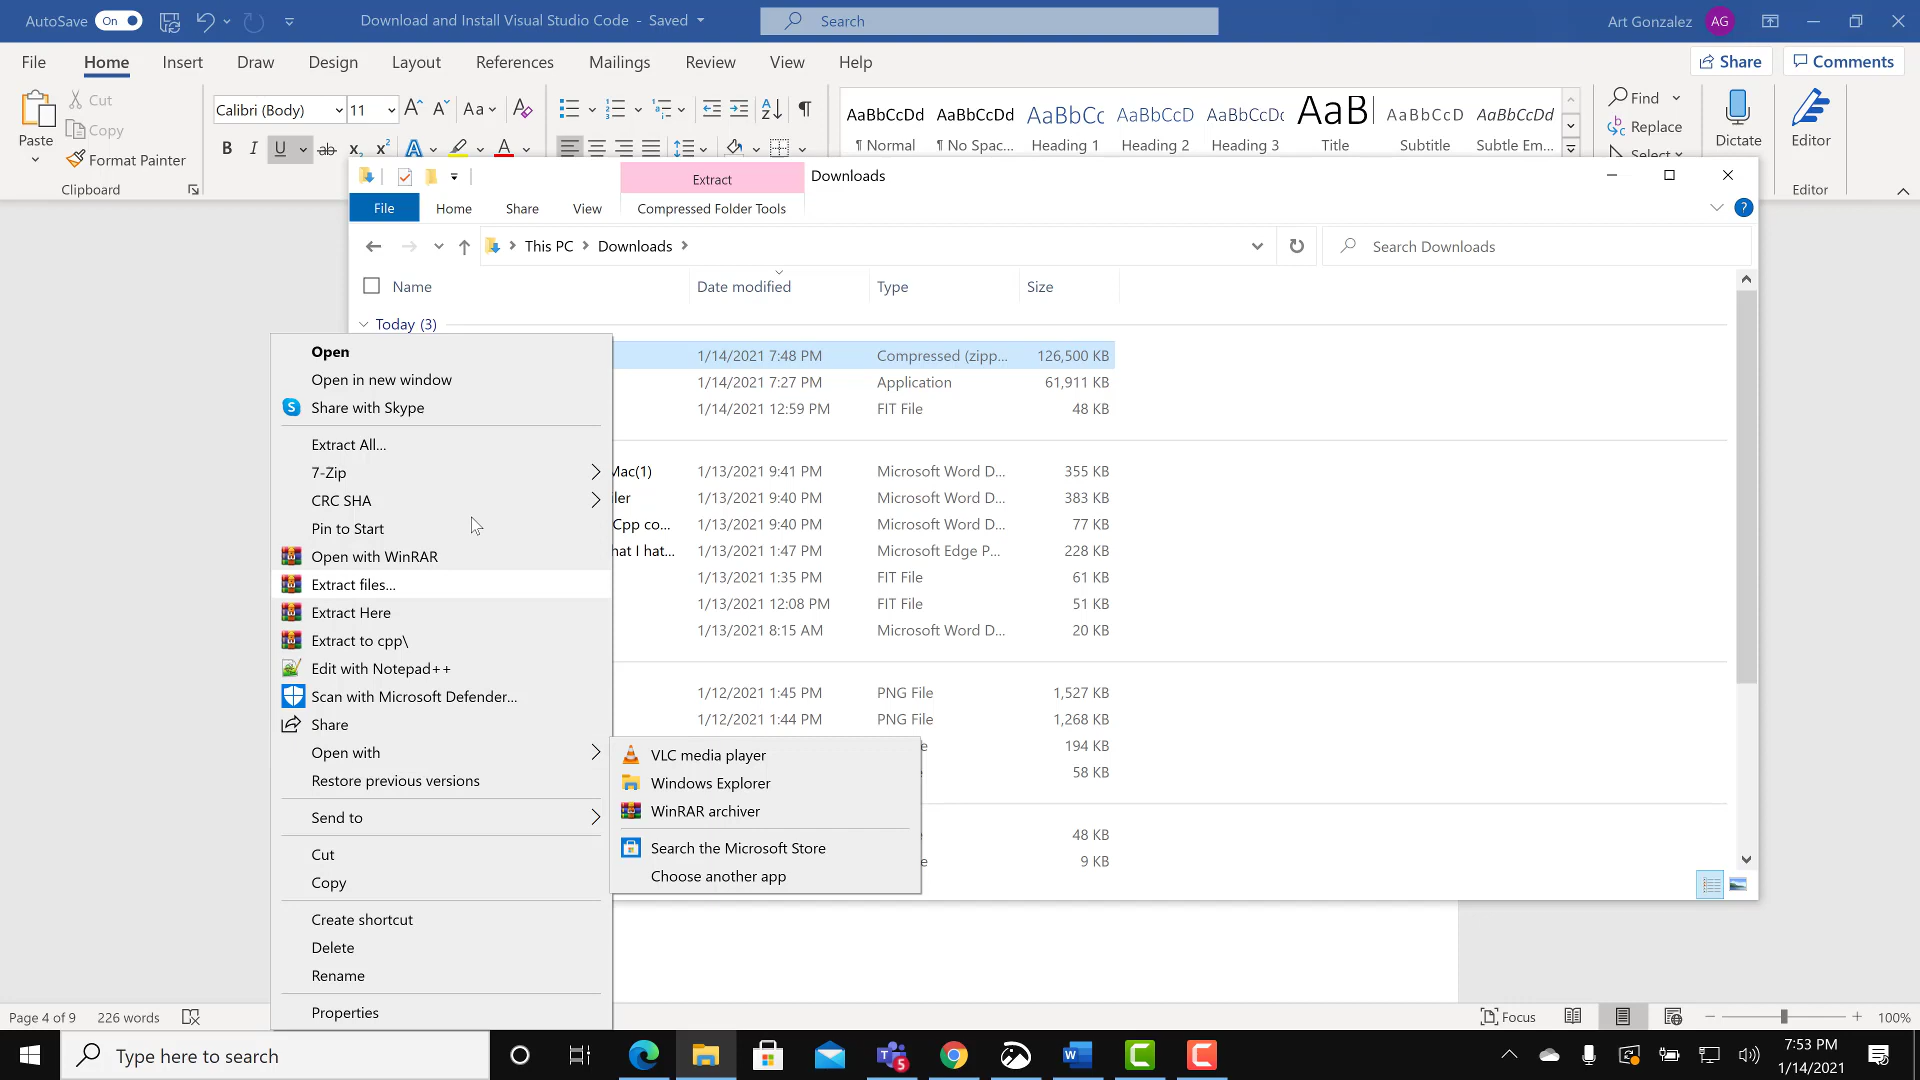 AutoSave On Download and Install Visual Studio Code - Saved Search Art Gonzalez AG
File Home Insert Draw Design Layout References Mailings Review View Help Share Comments
Paste Cut Calibri (Body) 11 Aa AaBbCcDd AaBbCcDd AaBbCc AaBbCcD AaBbCcDc AaB AaBbCcD AaBbCcDd Find Dictate Editor
Copy Replace
Format Painter B I U ab x₂ x² A A ¶ Normal ¶ No Spac... Heading 1 Heading 2 Heading 3 Title Subtitle Subtle Em... Select
Clipboard Editor
Extract Downloads
File Home Share View Compressed Folder Tools
This PC > Downloads > Search Downloads
Name Date modified Type Size
Today (3)
1/14/2021 7:48 PM Compressed (zipp... 126,500 KB
1/14/2021 7:27 PM Application 61,911 KB
1/14/2021 12:59 PM FIT File 48 KB
Mac(1) 1/13/2021 9:41 PM Microsoft Word D... 355 KB
iler 1/13/2021 9:40 PM Microsoft Word D... 383 KB
Cpp co... 1/13/2021 9:40 PM Microsoft Word D... 77 KB
hat I hat... 1/13/2021 1:47 PM Microsoft Edge P... 228 KB
1/13/2021 1:35 PM FIT File 61 KB
1/13/2021 12:08 PM FIT File 51 KB
1/13/2021 8:15 AM Microsoft Word D... 20 KB
1/12/2021 1:45 PM PNG File 1,527 KB
1/12/2021 1:44 PM PNG File 1,268 KB
e 194 KB
e 58 KB
48 KB
e 9 KB
Open
Open in new window
Share with Skype
Extract All...
7-Zip
CRC SHA
Pin to Start
Open with WinRAR
Extract files...
Extract Here
Extract to cpp\
Edit with Notepad++
Scan with Microsoft Defender...
Share
Open with
Restore previous versions
Send to
Cut
Copy
Create shortcut
Delete
Rename
Properties
VLC media player
Windows Explorer
WinRAR archiver
Search the Microsoft Store
Choose another app
Page 4 of 9 226 words Focus 100%
Type here to search
7:53 PM
1/14/2021